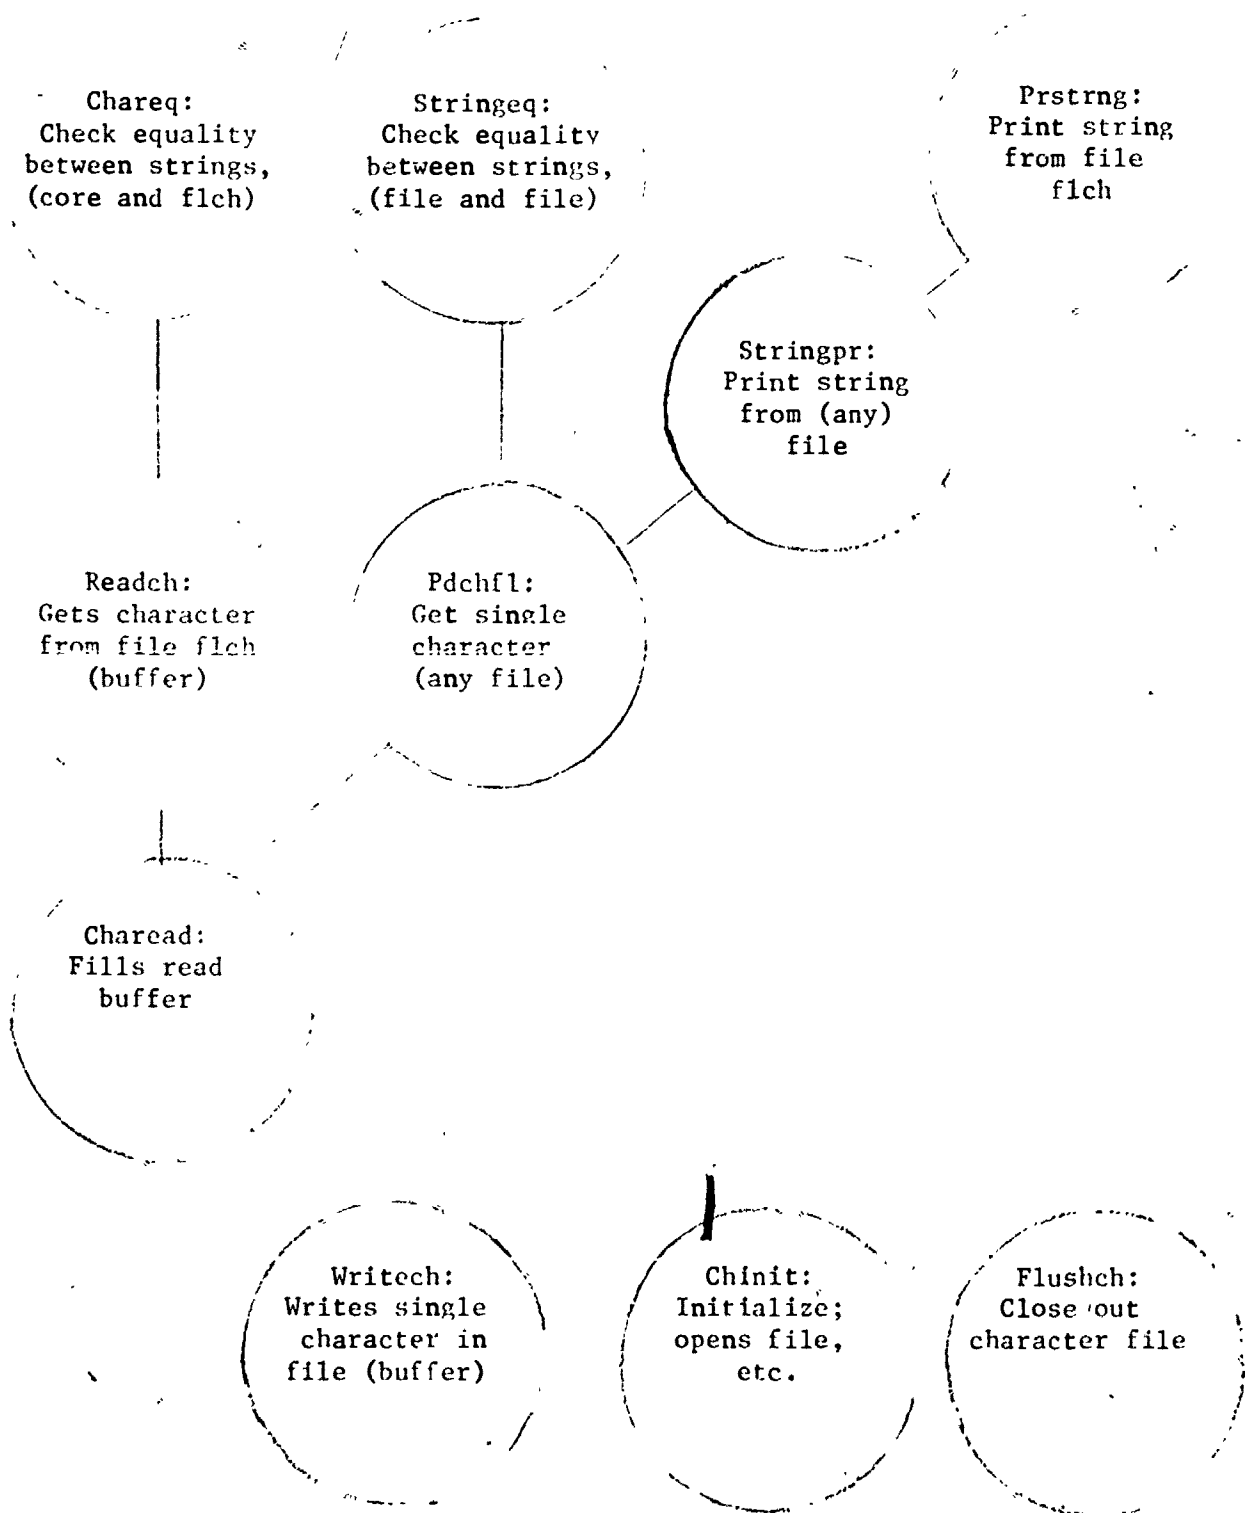 Chareq:
Check equality
between strings,
(core and flch)
Stringeq:
Check equality
between strings,
(file and file)
Prstrng:
Print string
from file
flch
Stringpr:
Print string
from (any)
file
Readch:
Gets character
from file flch
(buffer)
Pdchfl:
Get single
character
(any file)
Charead:
Fills read
buffer
Writech:
Writes single
character in
file (buffer)
Chinit:
Initialize;
opens file,
etc.
Flushch:
Close out
character file